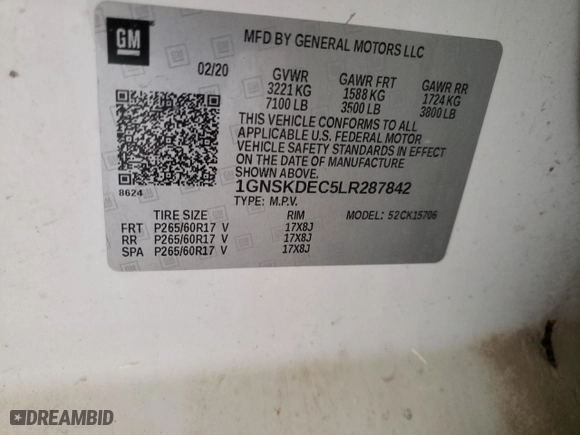 GM
MFD BY GENERAL MOTORS LLC
02/20 GVWR GAWR FRT GAWR RR
3221 KG 1588 KG 1724 KG
7100 LB 3500 LB 3800 LB
THIS VEHICLE CONFORMS TO ALL
APPLICABLE U.S. FEDERAL MOTOR
VEHICLE SAFETY STANDARDS IN EFFECT
ON THE DATE OF MANUFACTURE
SHOWN ABOVE.
8624 1GNSKDEC5LR287842
TYPE: M.P.V. MODEL: 52CK15706
TIRE SIZE RIM
FRT P265/60R17 V 17X8J
RR P265/60R17 V 17X8J
SPA P265/60R17 V 17X8J
DREAMBID